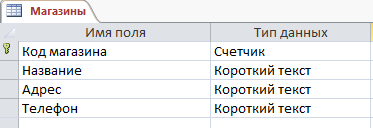 Магазины
Имя поля Тип данных
Код магазина Счетчик
Название Короткий текст
Адрес Короткий текст
Телефон Короткий текст